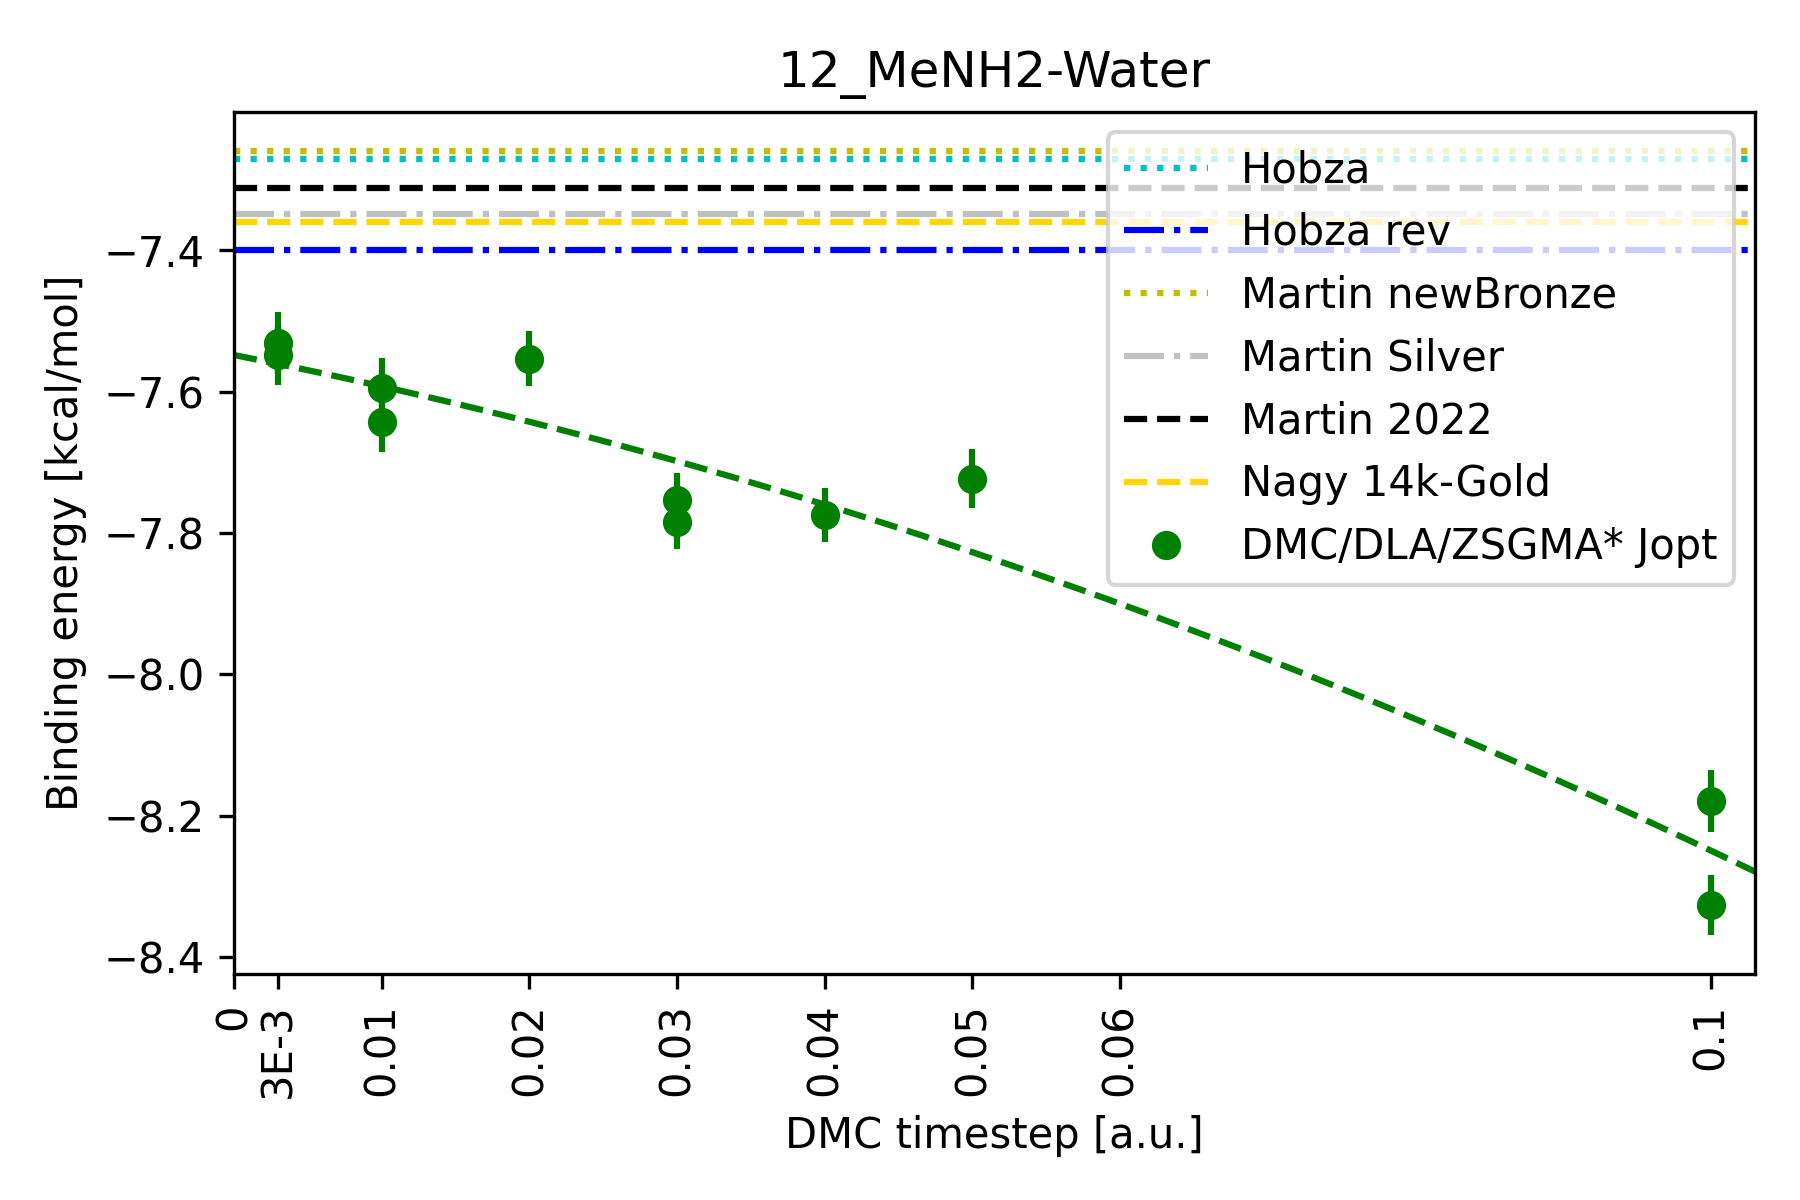 12_MeNH2-Water
Binding energy [kcal/mol]
−7.4
−7.6
−7.8
−8.0
−8.2
−8.4
Hobza
Hobza rev
Martin newBronze
Martin Silver
Martin 2022
Nagy 14k-Gold
DMC/DLA/ZSGMA* Jopt
0
3E-3
0.01
0.02
0.03
0.04
0.05
0.06
0.1
DMC timestep [a.u.]